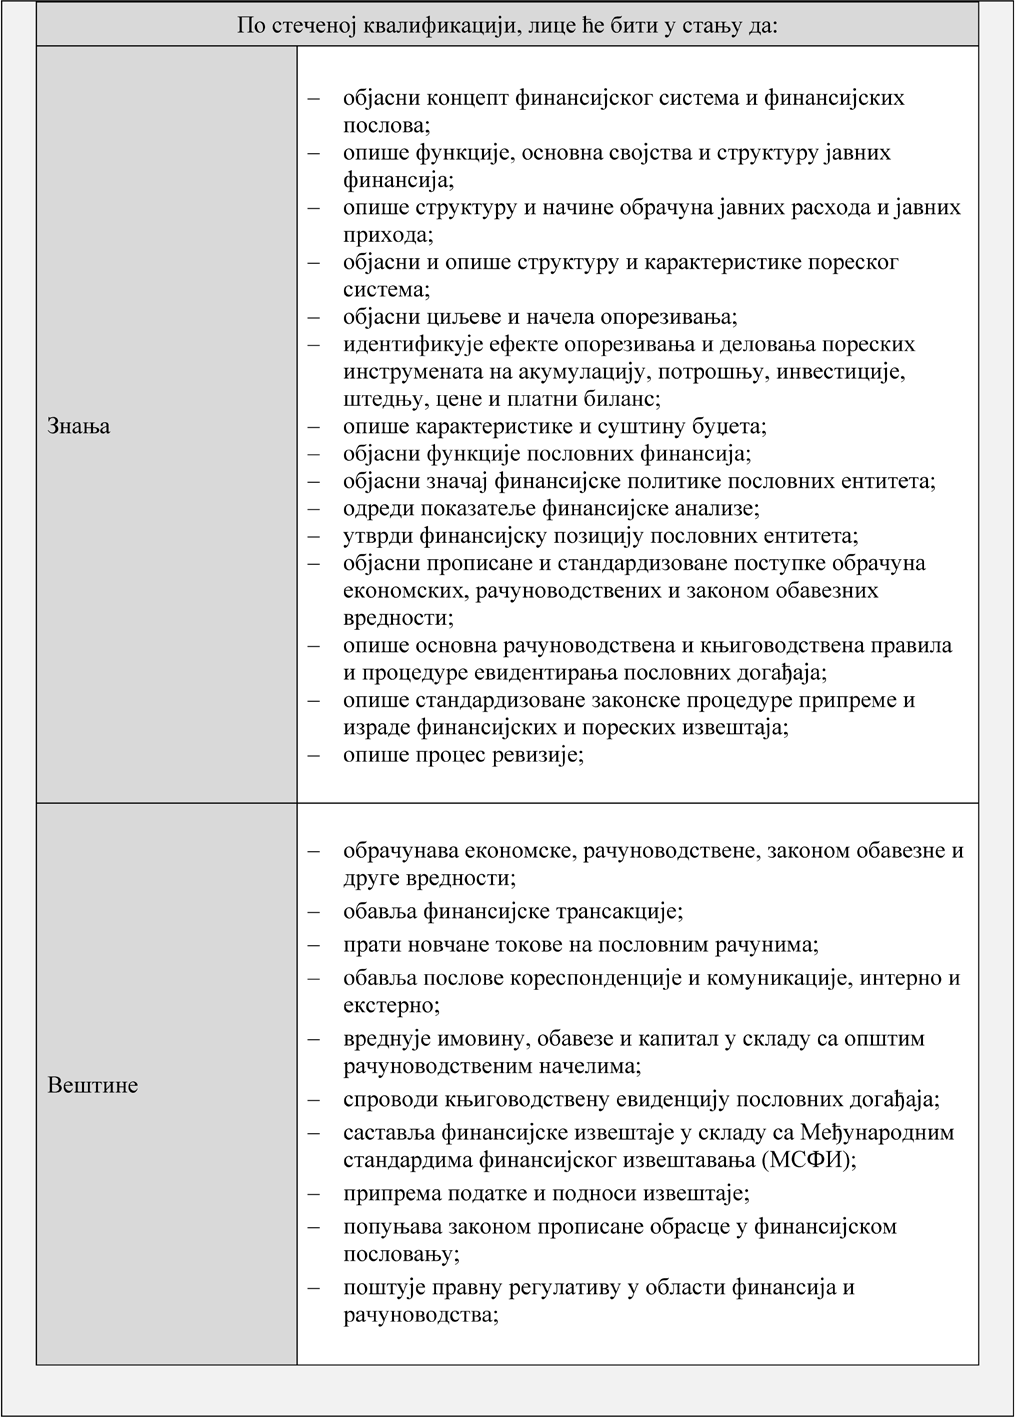 По стеченој квалификацији, лице ће бити у стању да:
Знања
– објасни концепт финансијског система и финансијских
послова;
– опише функције, основна својства и структуру јавних
финансија;
– опише структуру и начине обрачуна јавних расхода и јавних
прихода;
– објасни и опише структуру и карактеристике пореског
система;
– објасни циљеве и начела опорезивања;
– идентификује ефекте опорезивања и деловања пореских
инструмената на акумулацију, потрошњу, инвестиције,
штедњу, цене и платни биланс;
– опише карактеристике и суштину буџета;
– објасни функције пословних финансија;
– објасни значај финансијске политике пословних ентитета;
– одреди показатеље финансијске анализе;
– утврди финансијску позицију пословних ентитета;
– објасни прописане и стандардизоване поступке обрачуна
економских, рачуноводствених и законом обавезних
вредности;
– опише основна рачуноводствена и књиговодствена правила
и процедуре евидентирања пословних догађаја;
– опише стандардизоване законске процедуре припреме и
израде финансијских и пореских извештаја;
– опише процес ревизије;
Вештине
– обрачунава економске, рачуноводствене, законом обавезне и
друге вредности;
– обавља финансијске трансакције;
– прати новчане токове на пословним рачунима;
– обавља послове кореспонденције и комуникације, интерно и
екстерно;
– вреднује имовину, обавезе и капитал у складу са општим
рачуноводственим начелима;
– спроводи књиговодствену евиденцију пословних догађаја;
– саставља финансијске извештаје у складу са Међународним
стандардима финансијског извештавања (МСФИ);
– припрема податке и подноси извештаје;
– попуњава законом прописане обрасце у финансијском
пословању;
– поштује правну регулативу у области финансија и
рачуноводства;